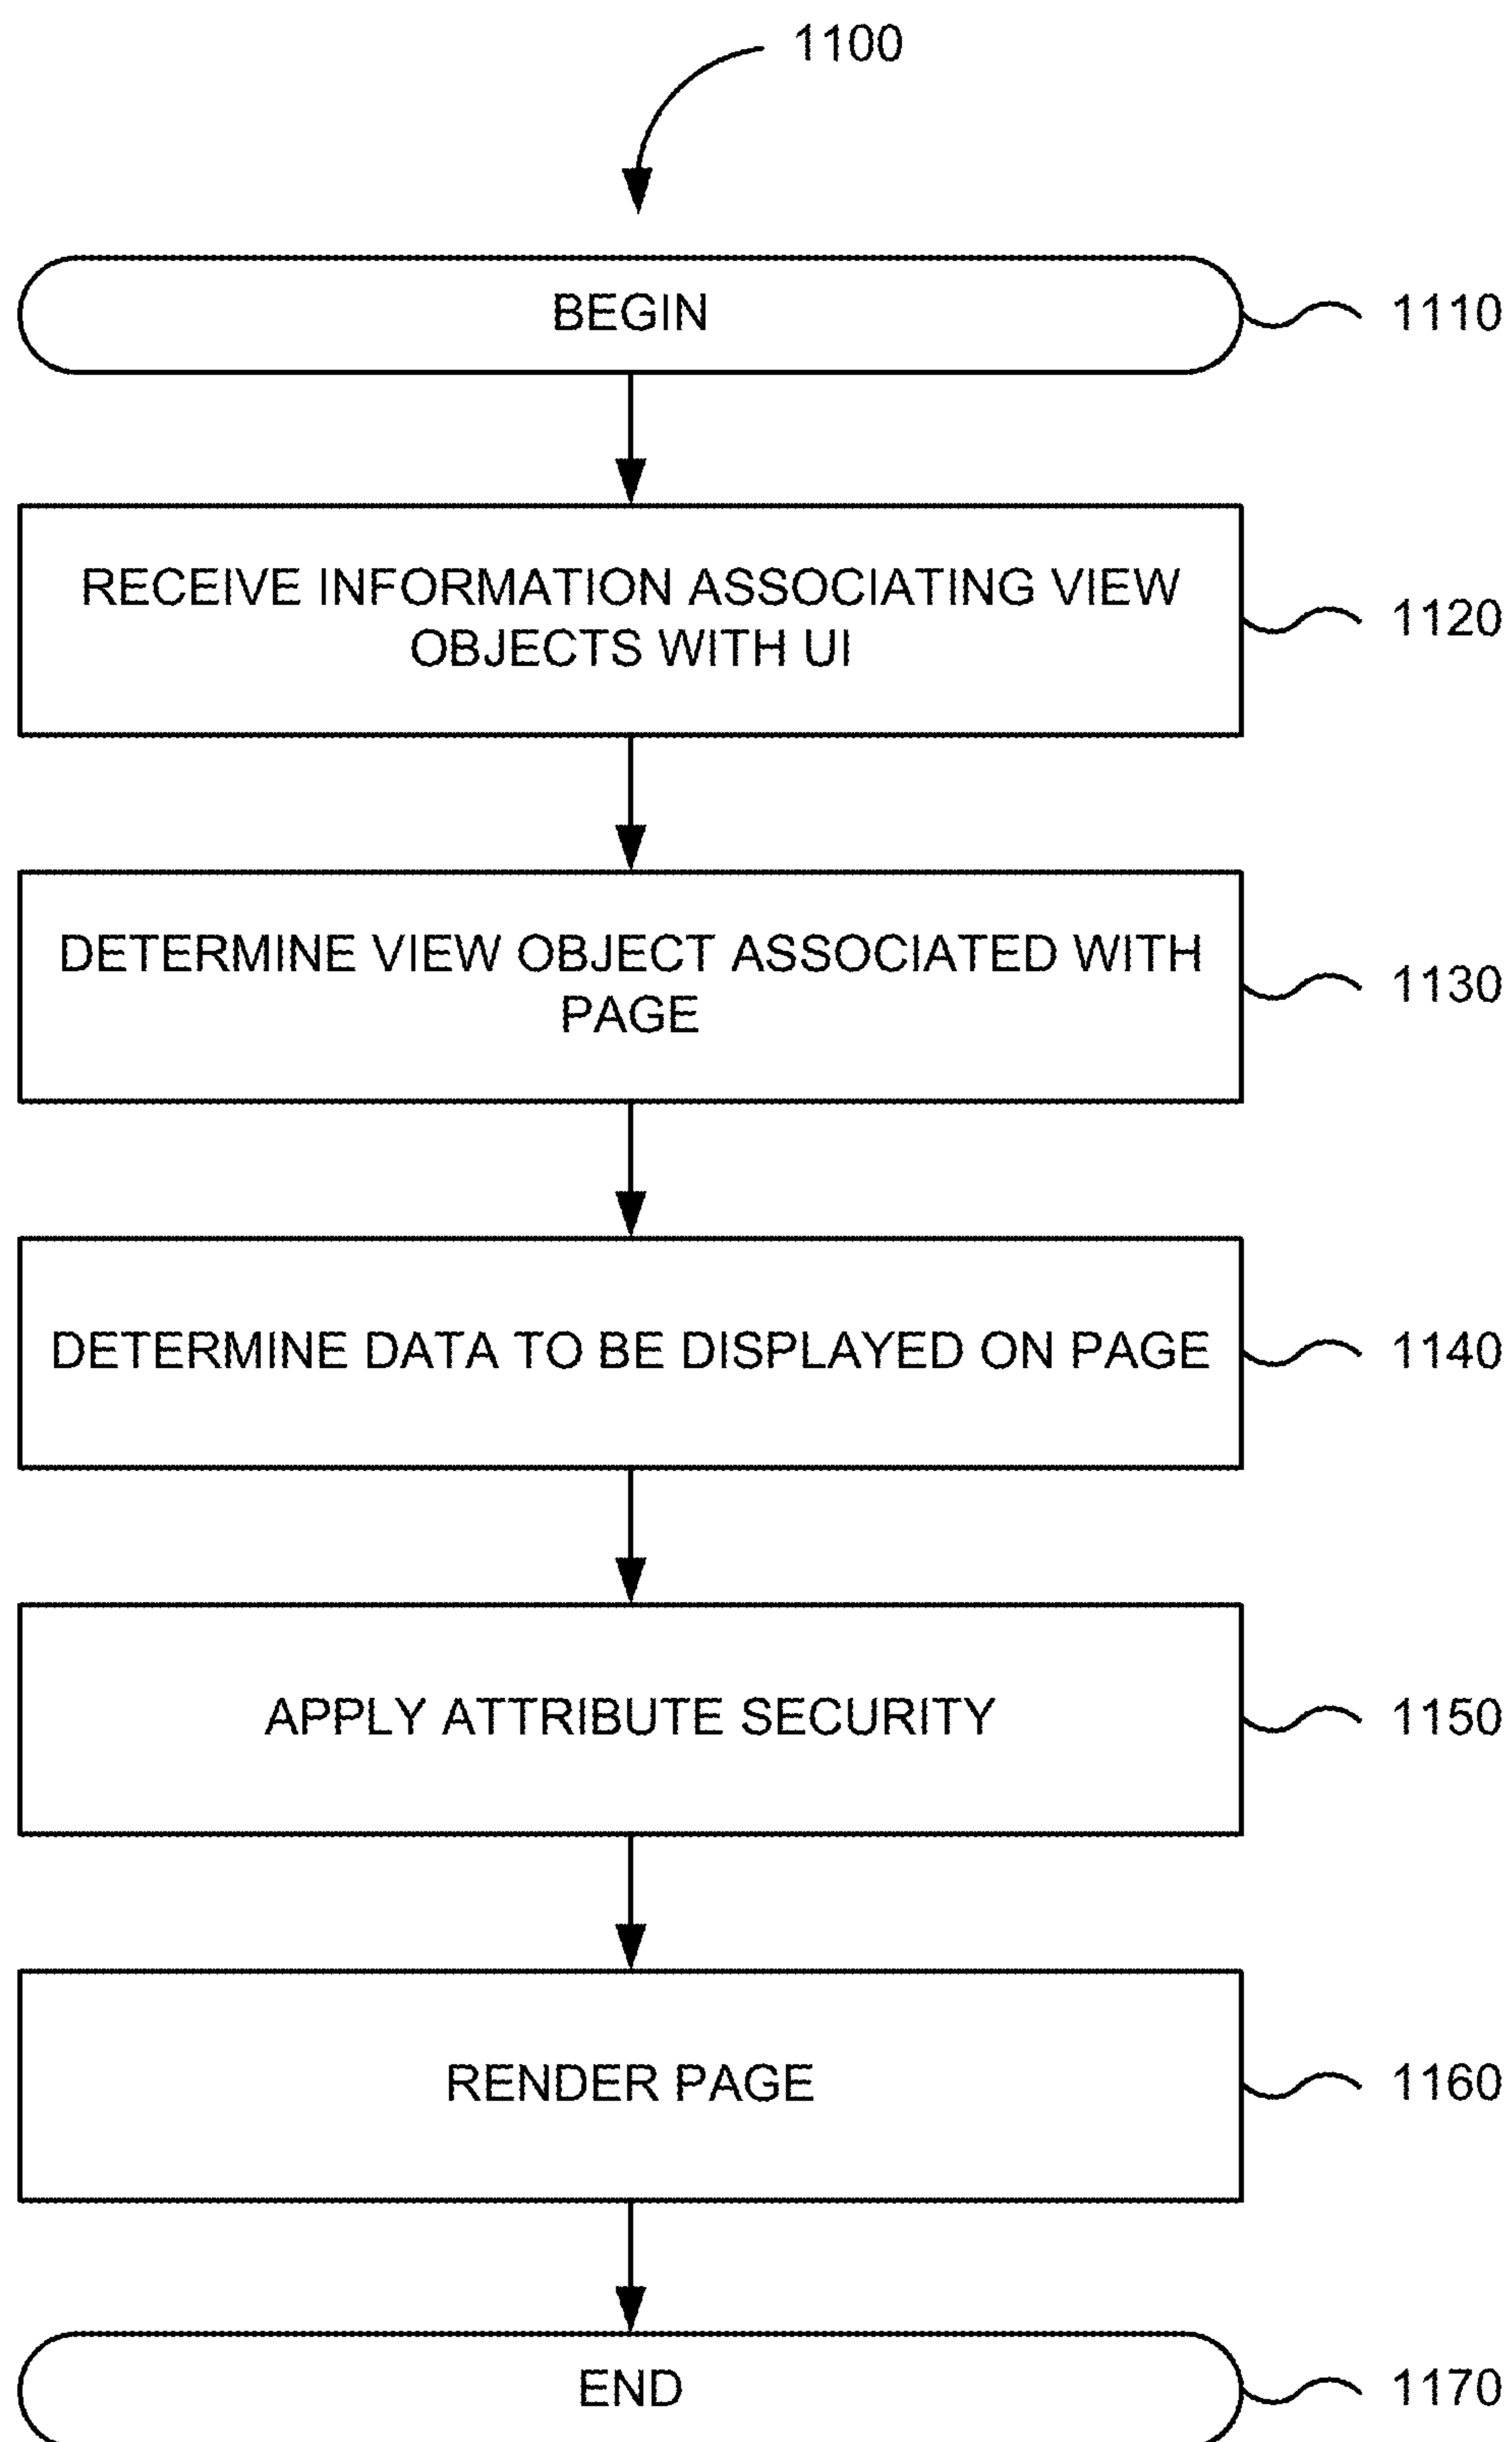 1100
BEGIN
1110
RECEIVE INFORMATION ASSOCIATING VIEW
OBJECTS WITH UI
1120
DETERMINE VIEW OBJECT ASSOCIATED WITH
PAGE
1130
DETERMINE DATA TO BE DISPLAYED ON PAGE
1140
APPLY ATTRIBUTE SECURITY
1150
RENDER PAGE
1160
END
1170